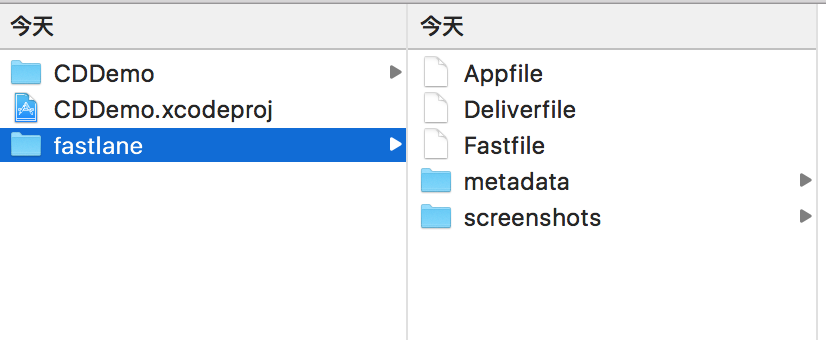 今天
CDDemo
CDDemo.xcodeproj
fastlane
今天
Appfile
Deliverfile
Fastfile
metadata
screenshots